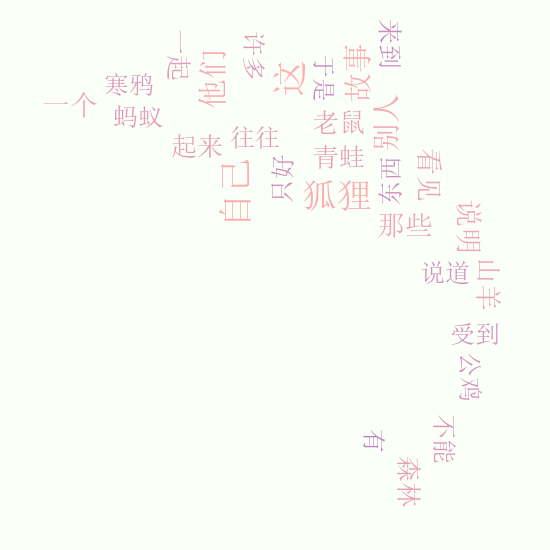 来到
许多
一起
他们
这
于是
故事
寒鸦
一个
蚂蚁
别人
老鼠
往往
起来
青蛙
看见
东西
只好
自己
狐狸
那些
说明
说道
山羊
受到
公鸡
不能
有
森林